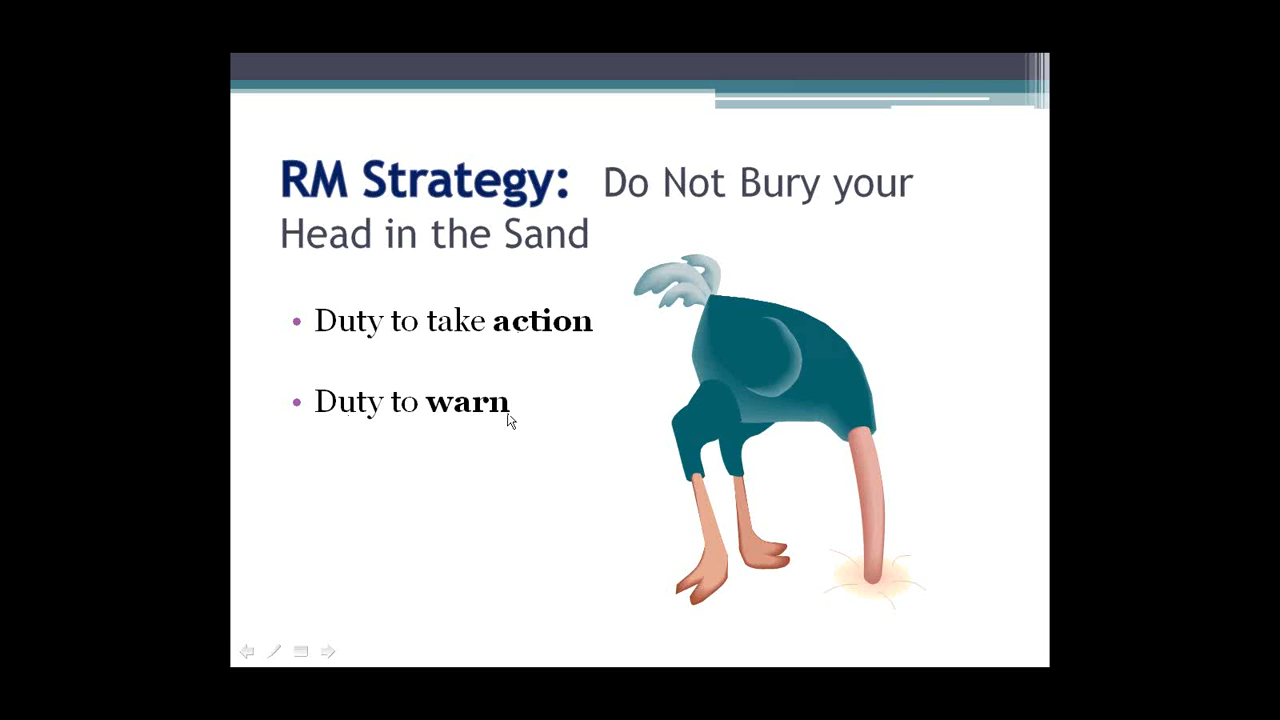 RM Strategy: Do Not Bury your
Head in the Sand
• Duty to take action
• Duty to warn